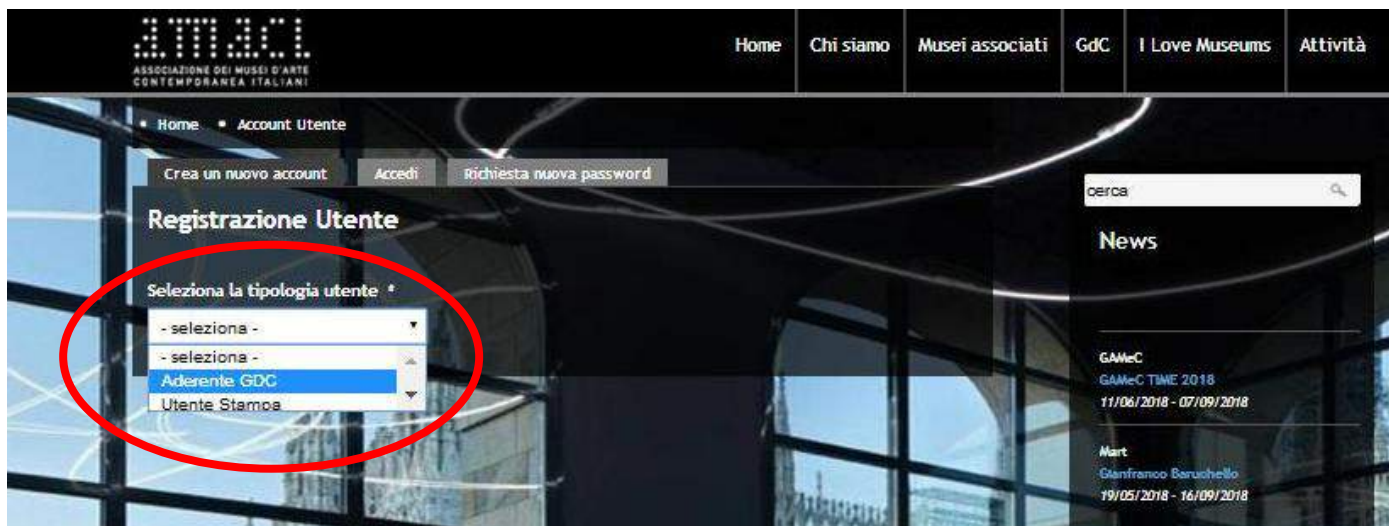 amaci
ASSOCIAZIONE DEI MUSEI D'ARTE
CONTEMPORANEA ITALIANI
Home Chi siamo Musei associati GdC I Love Museums Attività
• Home • Account Utente
Crea un nuovo account Accedi Richiesta nuova password
Registrazione Utente
Seleziona la tipologia utente *
- seleziona -
- seleziona -
Aderente GDC
Utente Stampa
cerca
News
GAMeC
GAMeC TIME 2018
11/06/2018 - 07/09/2018
Mart
Gianfranco Baruchello
19/05/2018 - 16/09/2018